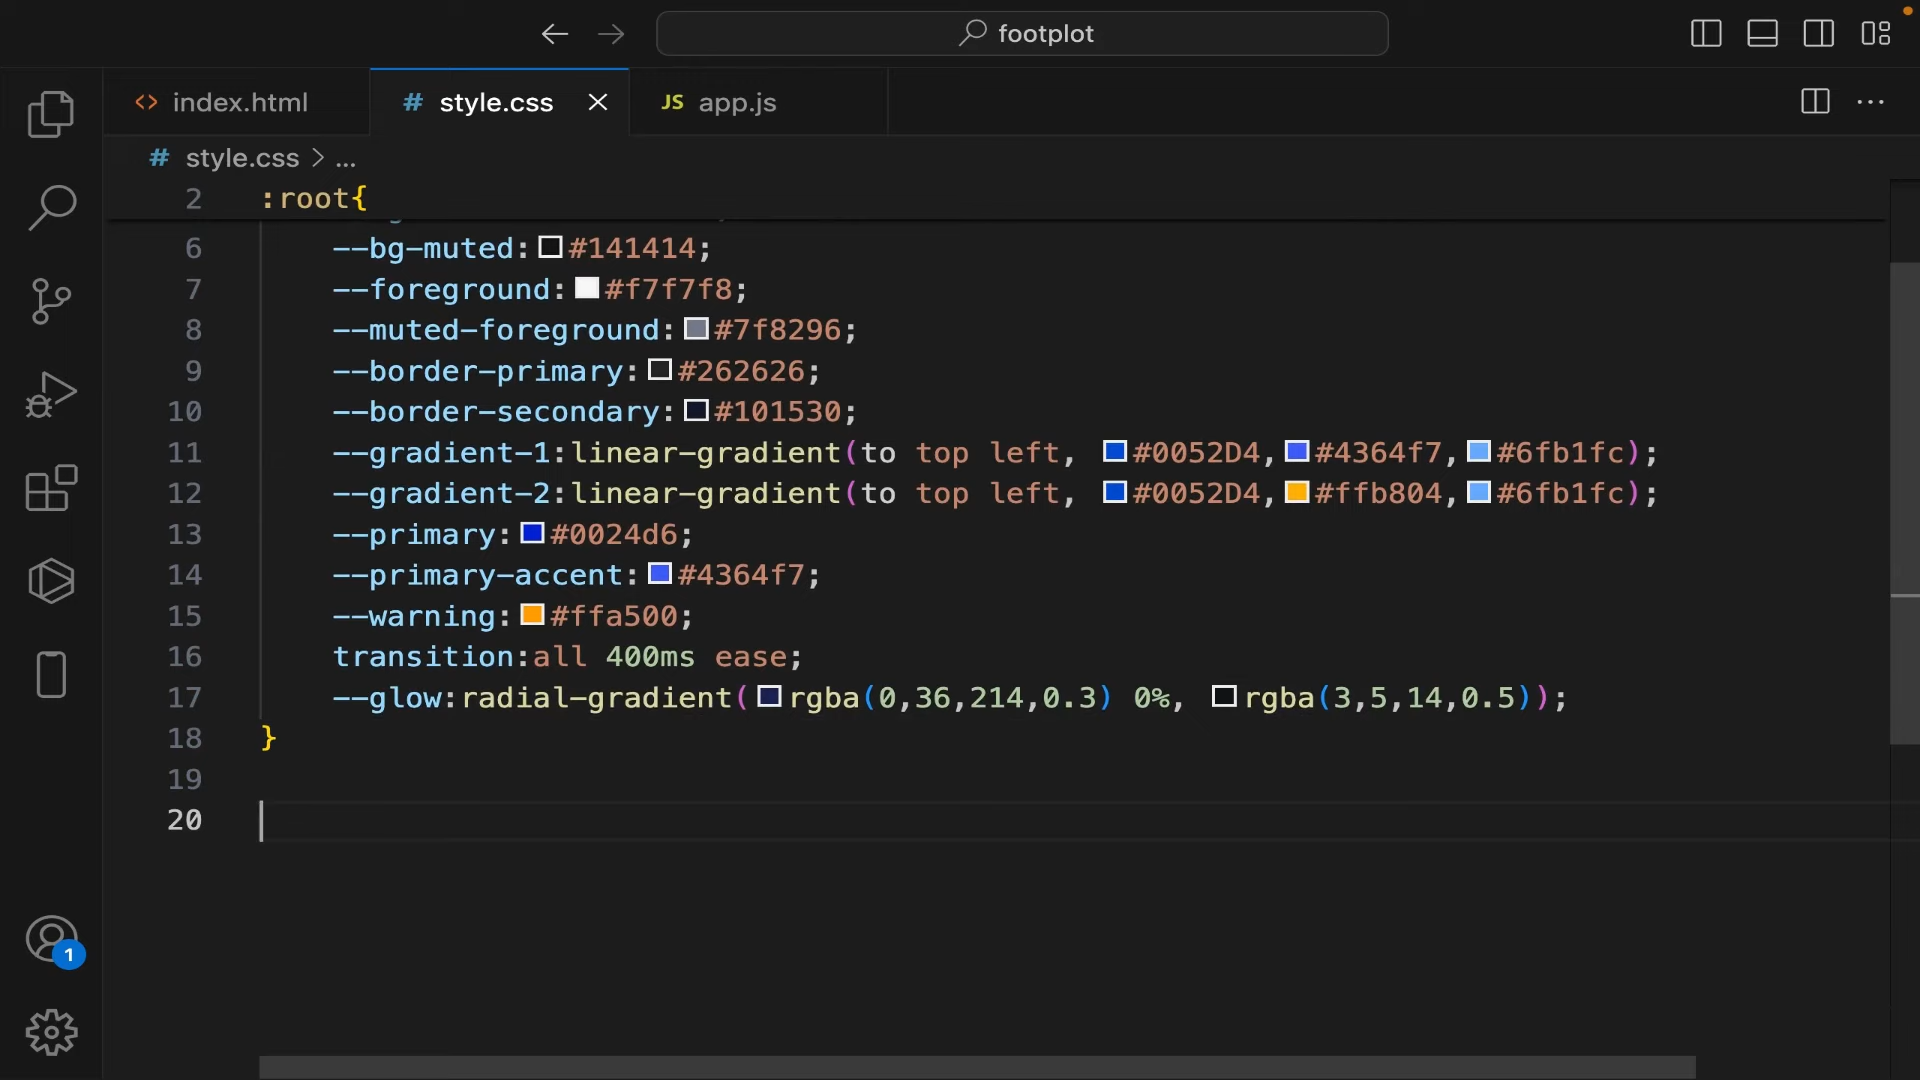 footplot
<> index.html
# style.css
JS app.js
# style.css > ...
2 :root{
6 --bg-muted:#141414;
7 --foreground:#f7f7f8;
8 --muted-foreground:#7f8296;
9 --border-primary:#262626;
10 --border-secondary:#101530;
11 --gradient-1:linear-gradient(to top left, #0052D4,#4364f7,#6fb1fc);
12 --gradient-2:linear-gradient(to top left, #0052D4,#ffb804,#6fb1fc);
13 --primary:#0024d6;
14 --primary-accent:#4364f7;
15 --warning:#ffa500;
16 transition:all 400ms ease;
17 --glow:radial-gradient(rgba(0,36,214,0.3) 0%, rgba(3,5,14,0.5));
18 }
19
20
1